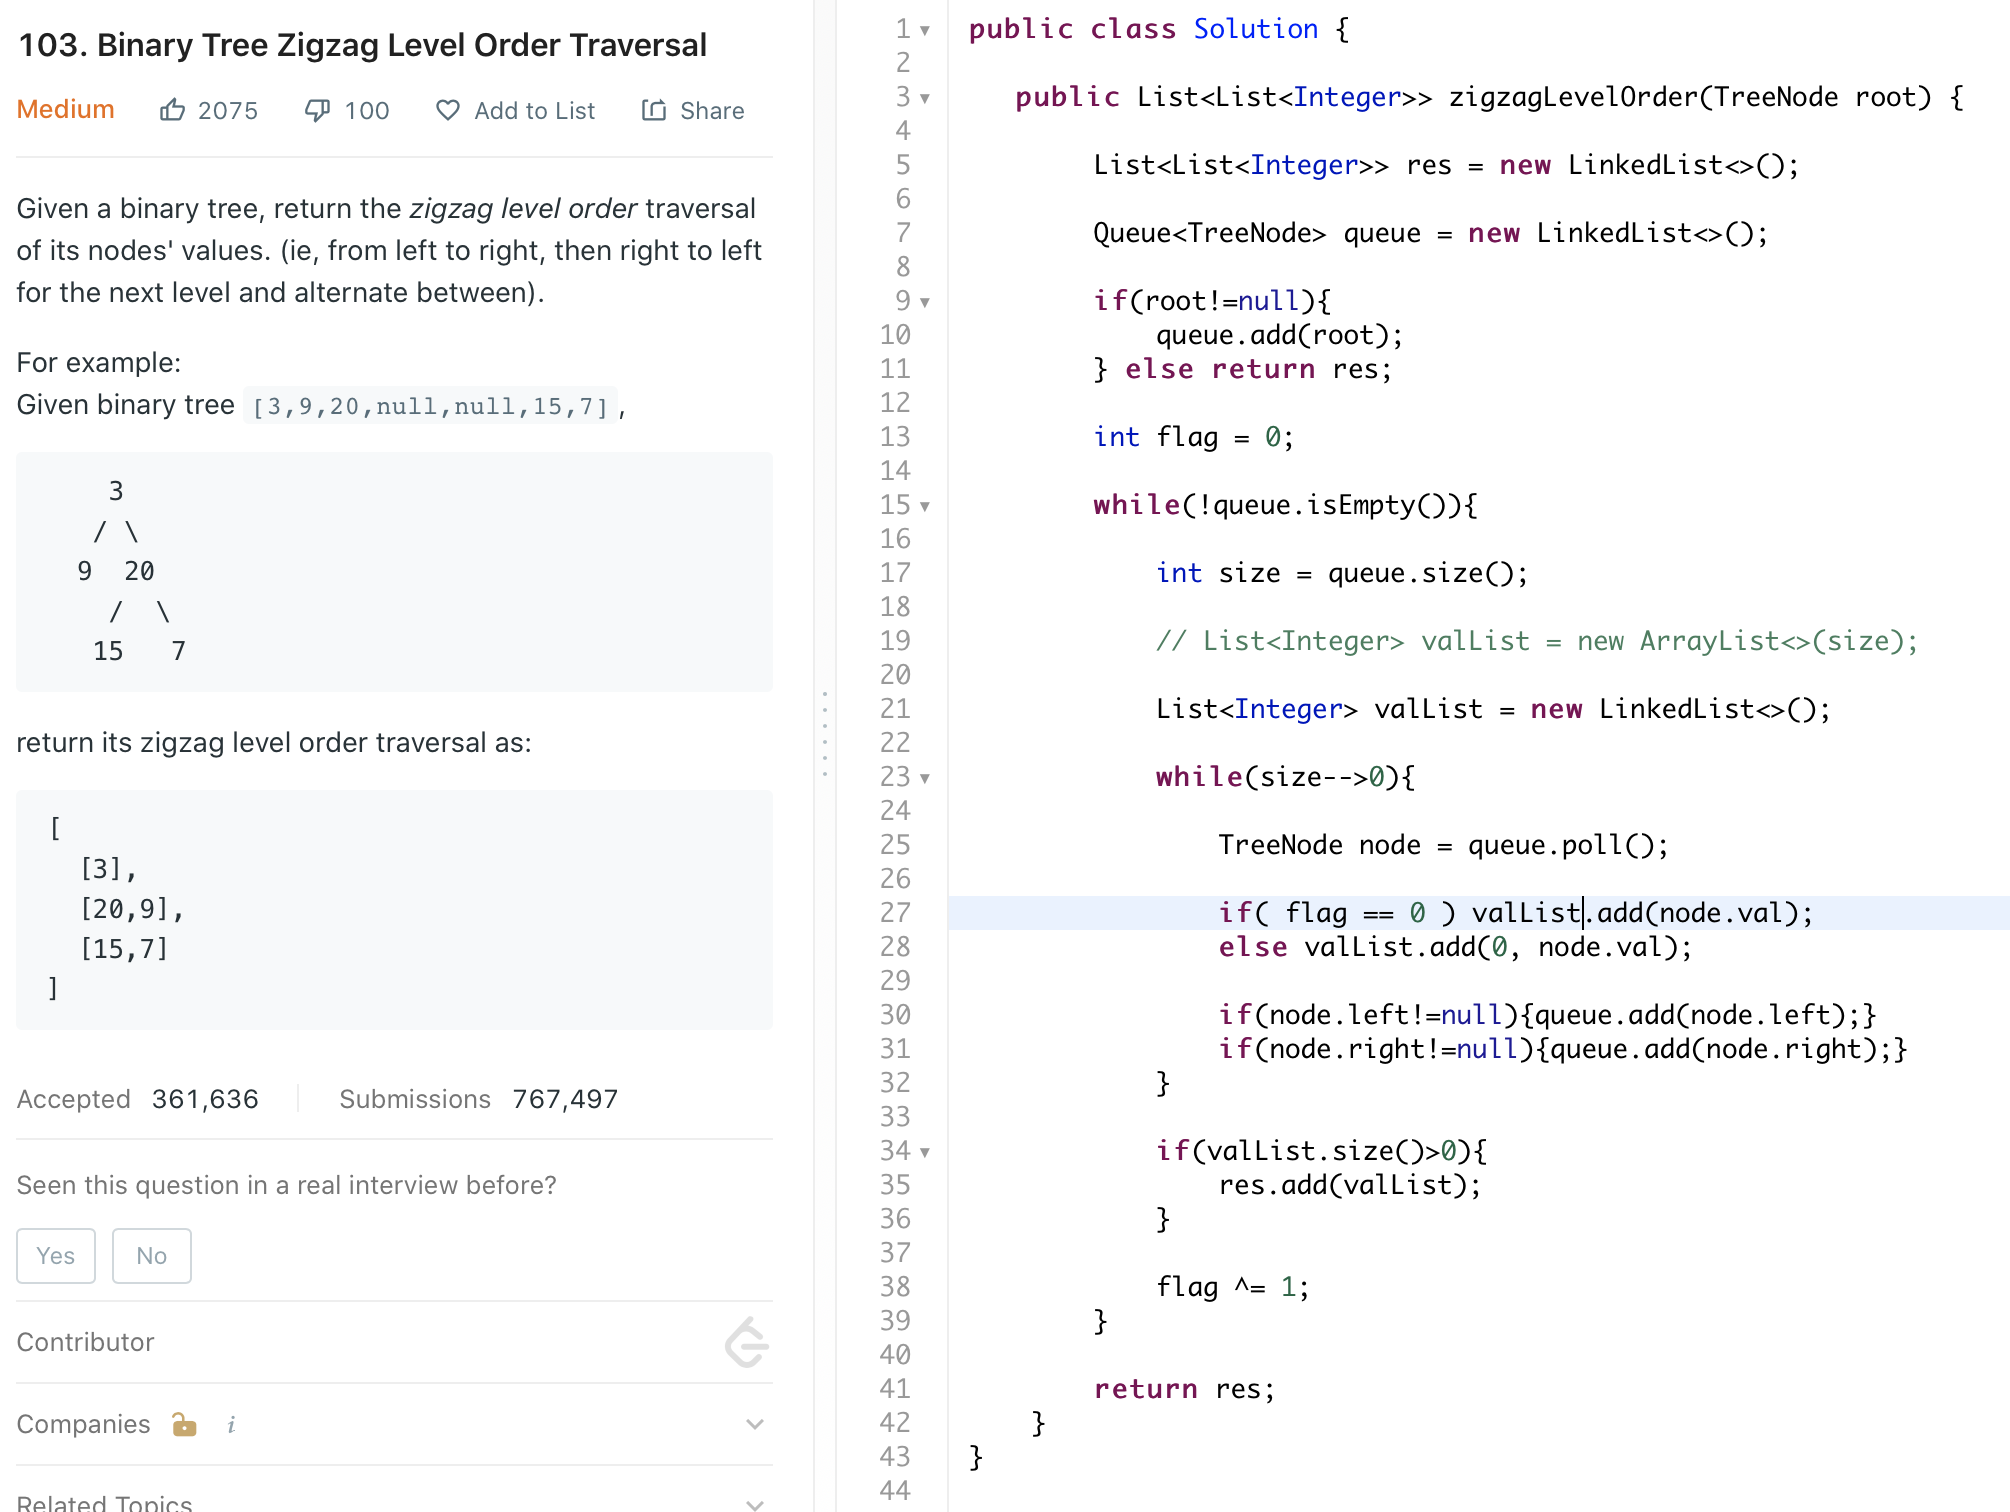 103. Binary Tree Zigzag Level Order Traversal
Medium 2075 100 Add to List Share
Given a binary tree, return the zigzag level order traversal
of its nodes' values. (ie, from left to right, then right to left
for the next level and alternate between).
For example:
Given binary tree [3,9,20,null,null,15,7],
3
/ \
9 20
/ \
15 7
return its zigzag level order traversal as:
[
[3],
[20,9],
[15,7]
]
Accepted 361,636 Submissions 767,497
Seen this question in a real interview before?
Yes No
Contributor
Companies i
Related Topics
1 public class Solution {
2
3 public List<List<Integer>> zigzagLevelOrder(TreeNode root) {
4
5 List<List<Integer>> res = new LinkedList<>();
6
7 Queue<TreeNode> queue = new LinkedList<>();
8
9 if(root!=null){
10 queue.add(root);
11 } else return res;
12
13 int flag = 0;
14
15 while(!queue.isEmpty()){
16
17 int size = queue.size();
18
19 // List<Integer> valList = new ArrayList<>(size);
20
21 List<Integer> valList = new LinkedList<>();
22
23 while(size-->0){
24
25 TreeNode node = queue.poll();
26
27 if( flag == 0 ) valList.add(node.val);
28 else valList.add(0, node.val);
29
30 if(node.left!=null){queue.add(node.left);}
31 if(node.right!=null){queue.add(node.right);}
32 }
33
34 if(valList.size()>0){
35 res.add(valList);
36 }
37
38 flag ^= 1;
39 }
40
41 return res;
42 }
43 }
44